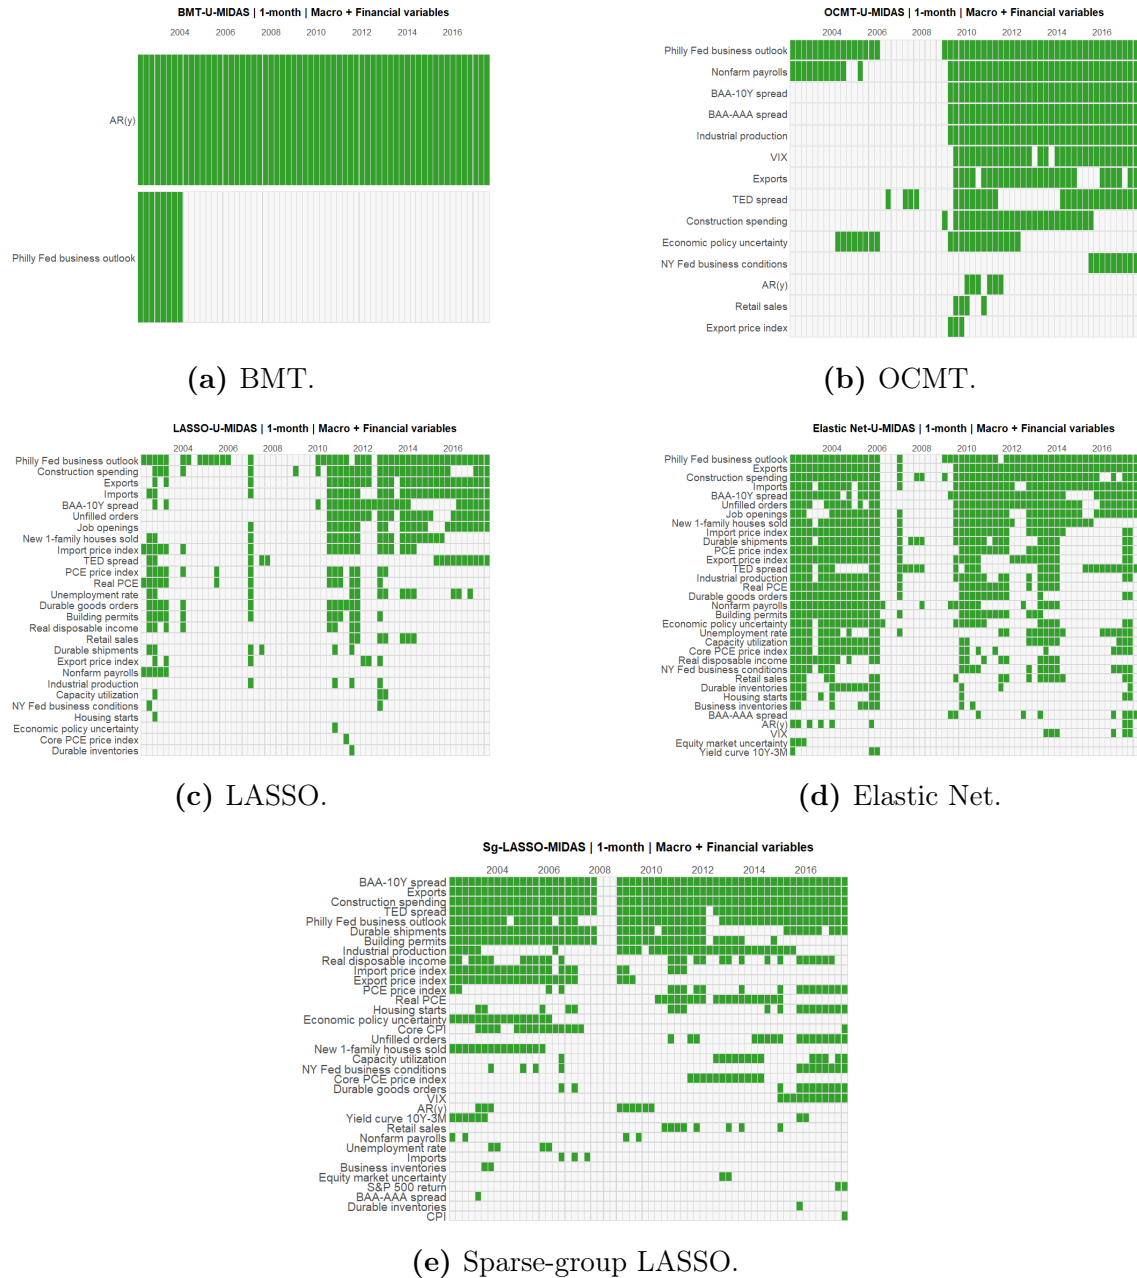 BMT-U-MIDAS | 1-month | Macro + Financial variables
2004 2006 2008 2010 2012 2014 2016
AR(y)
Philly Fed business outlook
(a) BMT.
OCMT-U-MIDAS | 1-month | Macro + Financial variables
2004 2006 2008 2010 2012 2014 2016
Philly Fed business outlook
Nonfarm payrolls
BAA-10Y spread
BAA-AAA spread
Industrial production
VIX
Exports
TED spread
Construction spending
Economic policy uncertainty
NY Fed business conditions
AR(y)
Retail sales
Export price index
(b) OCMT.
LASSO-U-MIDAS | 1-month | Macro + Financial variables
2004 2006 2008 2010 2012 2014 2016
Philly Fed business outlook
Construction spending
Exports
Imports
BAA-10Y spread
Unfilled orders
Job openings
New 1-family houses sold
Import price index
TED spread
PCE price index
Real PCE
Unemployment rate
Durable goods orders
Building permits
Real disposable income
Retail sales
Durable shipments
Export price index
Nonfarm payrolls
Industrial production
Capacity utilization
NY Fed business conditions
Housing starts
Economic policy uncertainty
Core PCE price index
Durable inventories
(c) LASSO.
Elastic Net-U-MIDAS | 1-month | Macro + Financial variables
2004 2006 2008 2010 2012 2014 2016
Philly Fed business outlook
Exports
Construction spending
Imports
BAA-10Y spread
Unfilled orders
Job openings
New 1-family houses sold
Import price index
Durable shipments
PCE price index
Export price index
TED spread
Industrial production
Real PCE
Durable goods orders
Nonfarm payrolls
Building permits
Economic policy uncertainty
Unemployment rate
Capacity utilization
Core PCE price index
Real disposable income
NY Fed business conditions
Retail sales
Durable inventories
Housing starts
Business inventories
BAA-AAA spread
AR(y)
VIX
Equity market uncertainty
Yield curve 10Y-3M
(d) Elastic Net.
Sg-LASSO-MIDAS | 1-month | Macro + Financial variables
2004 2006 2008 2010 2012 2014 2016
BAA-10Y spread
Exports
Construction spending
TED spread
Philly Fed business outlook
Durable shipments
Building permits
Industrial production
Real disposable income
Import price index
Export price index
PCE price index
Real PCE
Housing starts
Economic policy uncertainty
Core CPI
Unfilled orders
New 1-family houses sold
Capacity utilization
NY Fed business conditions
Core PCE price index
Durable goods orders
VIX
AR(y)
Yield curve 10Y-3M
Retail sales
Nonfarm payrolls
Unemployment rate
Imports
Business inventories
Equity market uncertainty
S&P 500 return
BAA-AAA spread
Durable inventories
CPI
(e) Sparse-group LASSO.